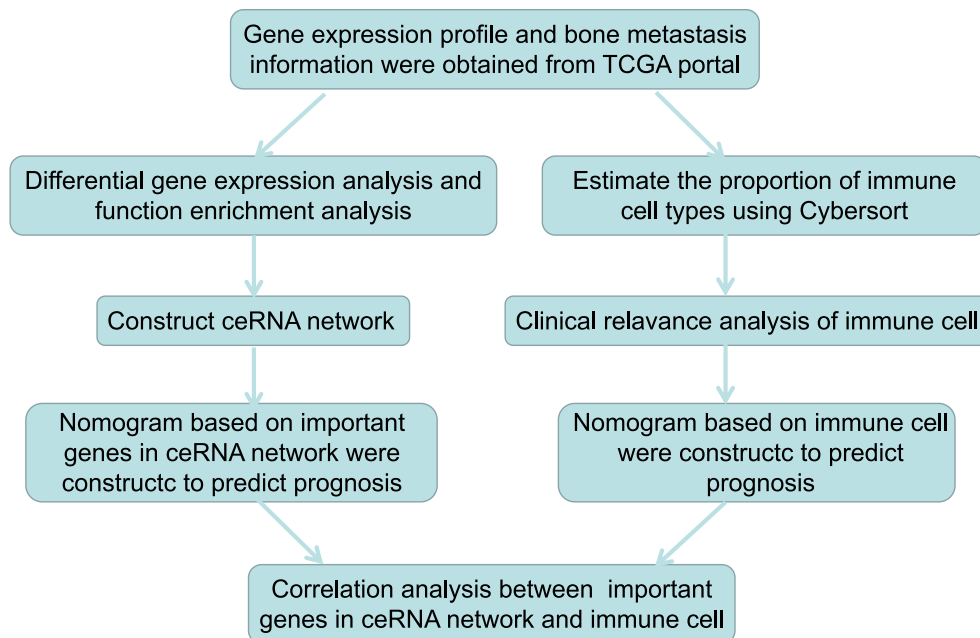 Gene expression profile and bone metastasis
information were obtained from TCGA portal
Differential gene expression analysis and
function enrichment analysis
Estimate the proportion of immune
cell types using Cybersort
Construct ceRNA network
Clinical relavance analysis of immune cell
Nomogram based on important
genes in ceRNA network were
constructc to predict prognosis
Nomogram based on immune cell
were constructc to predict
prognosis
Correlation analysis between important
genes in ceRNA network and immune cell